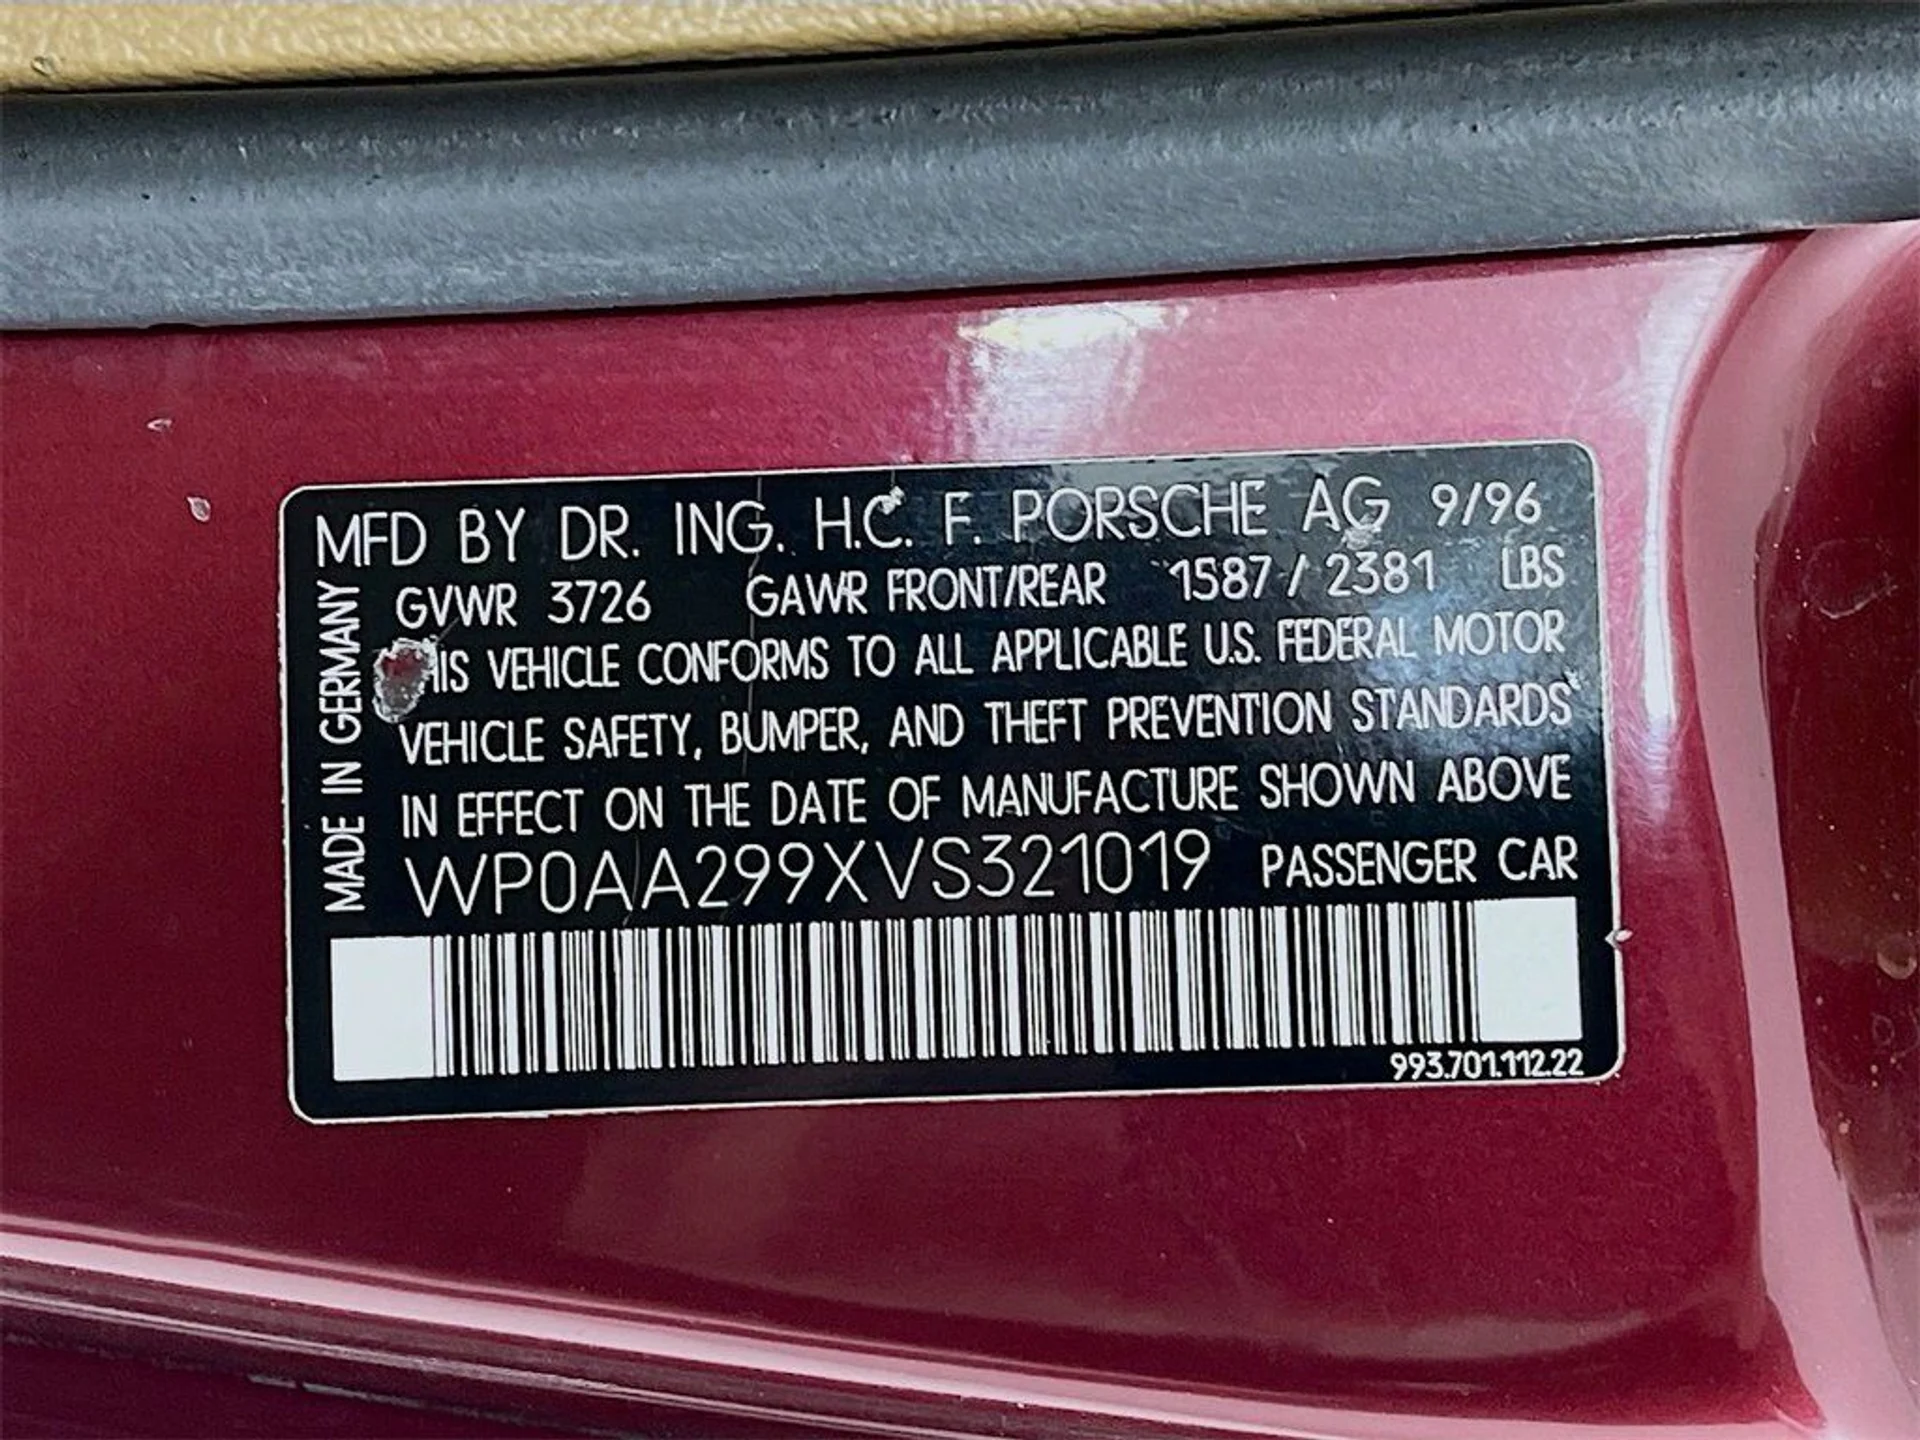 MFD BY DR. ING. H.C. F. PORSCHE AG 9/96
GVWR 3726 GAWR FRONT/REAR 1587 / 2381 LBS
HIS VEHICLE CONFORMS TO ALL APPLICABLE U.S. FEDERAL MOTOR
VEHICLE SAFETY, BUMPER, AND THEFT PREVENTION STANDARDS
IN EFFECT ON THE DATE OF MANUFACTURE SHOWN ABOVE
WP0AA299XVS321019 PASSENGER CAR
993.701.112.22
MADE IN GERMANY